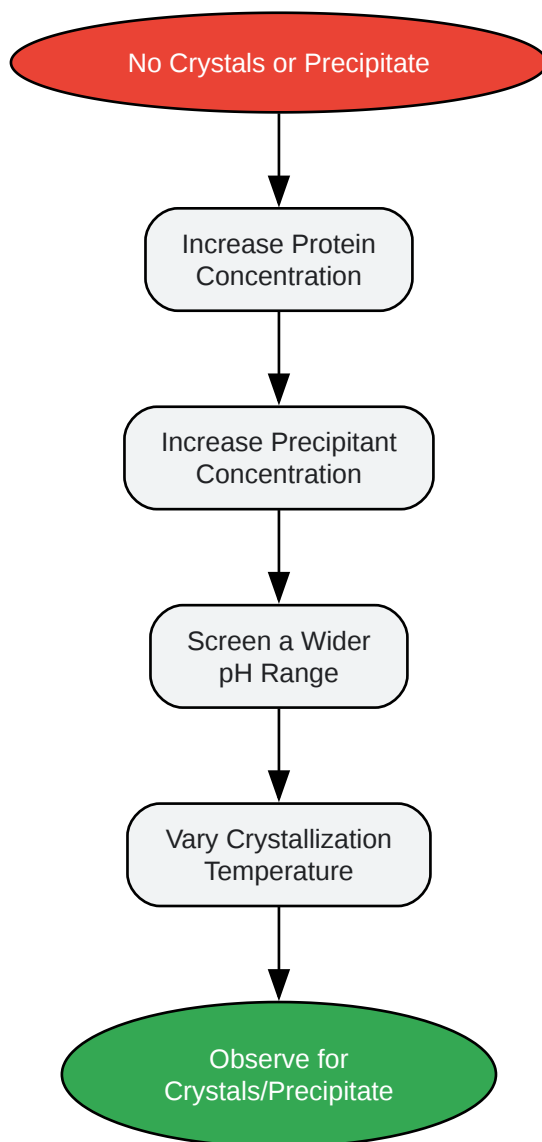 No Crystals or Precipitate
Increase Protein
Concentration
Increase Precipitant
Concentration
Screen a Wider
pH Range
Vary Crystallization
Temperature
Observe for
Crystals/Precipitate